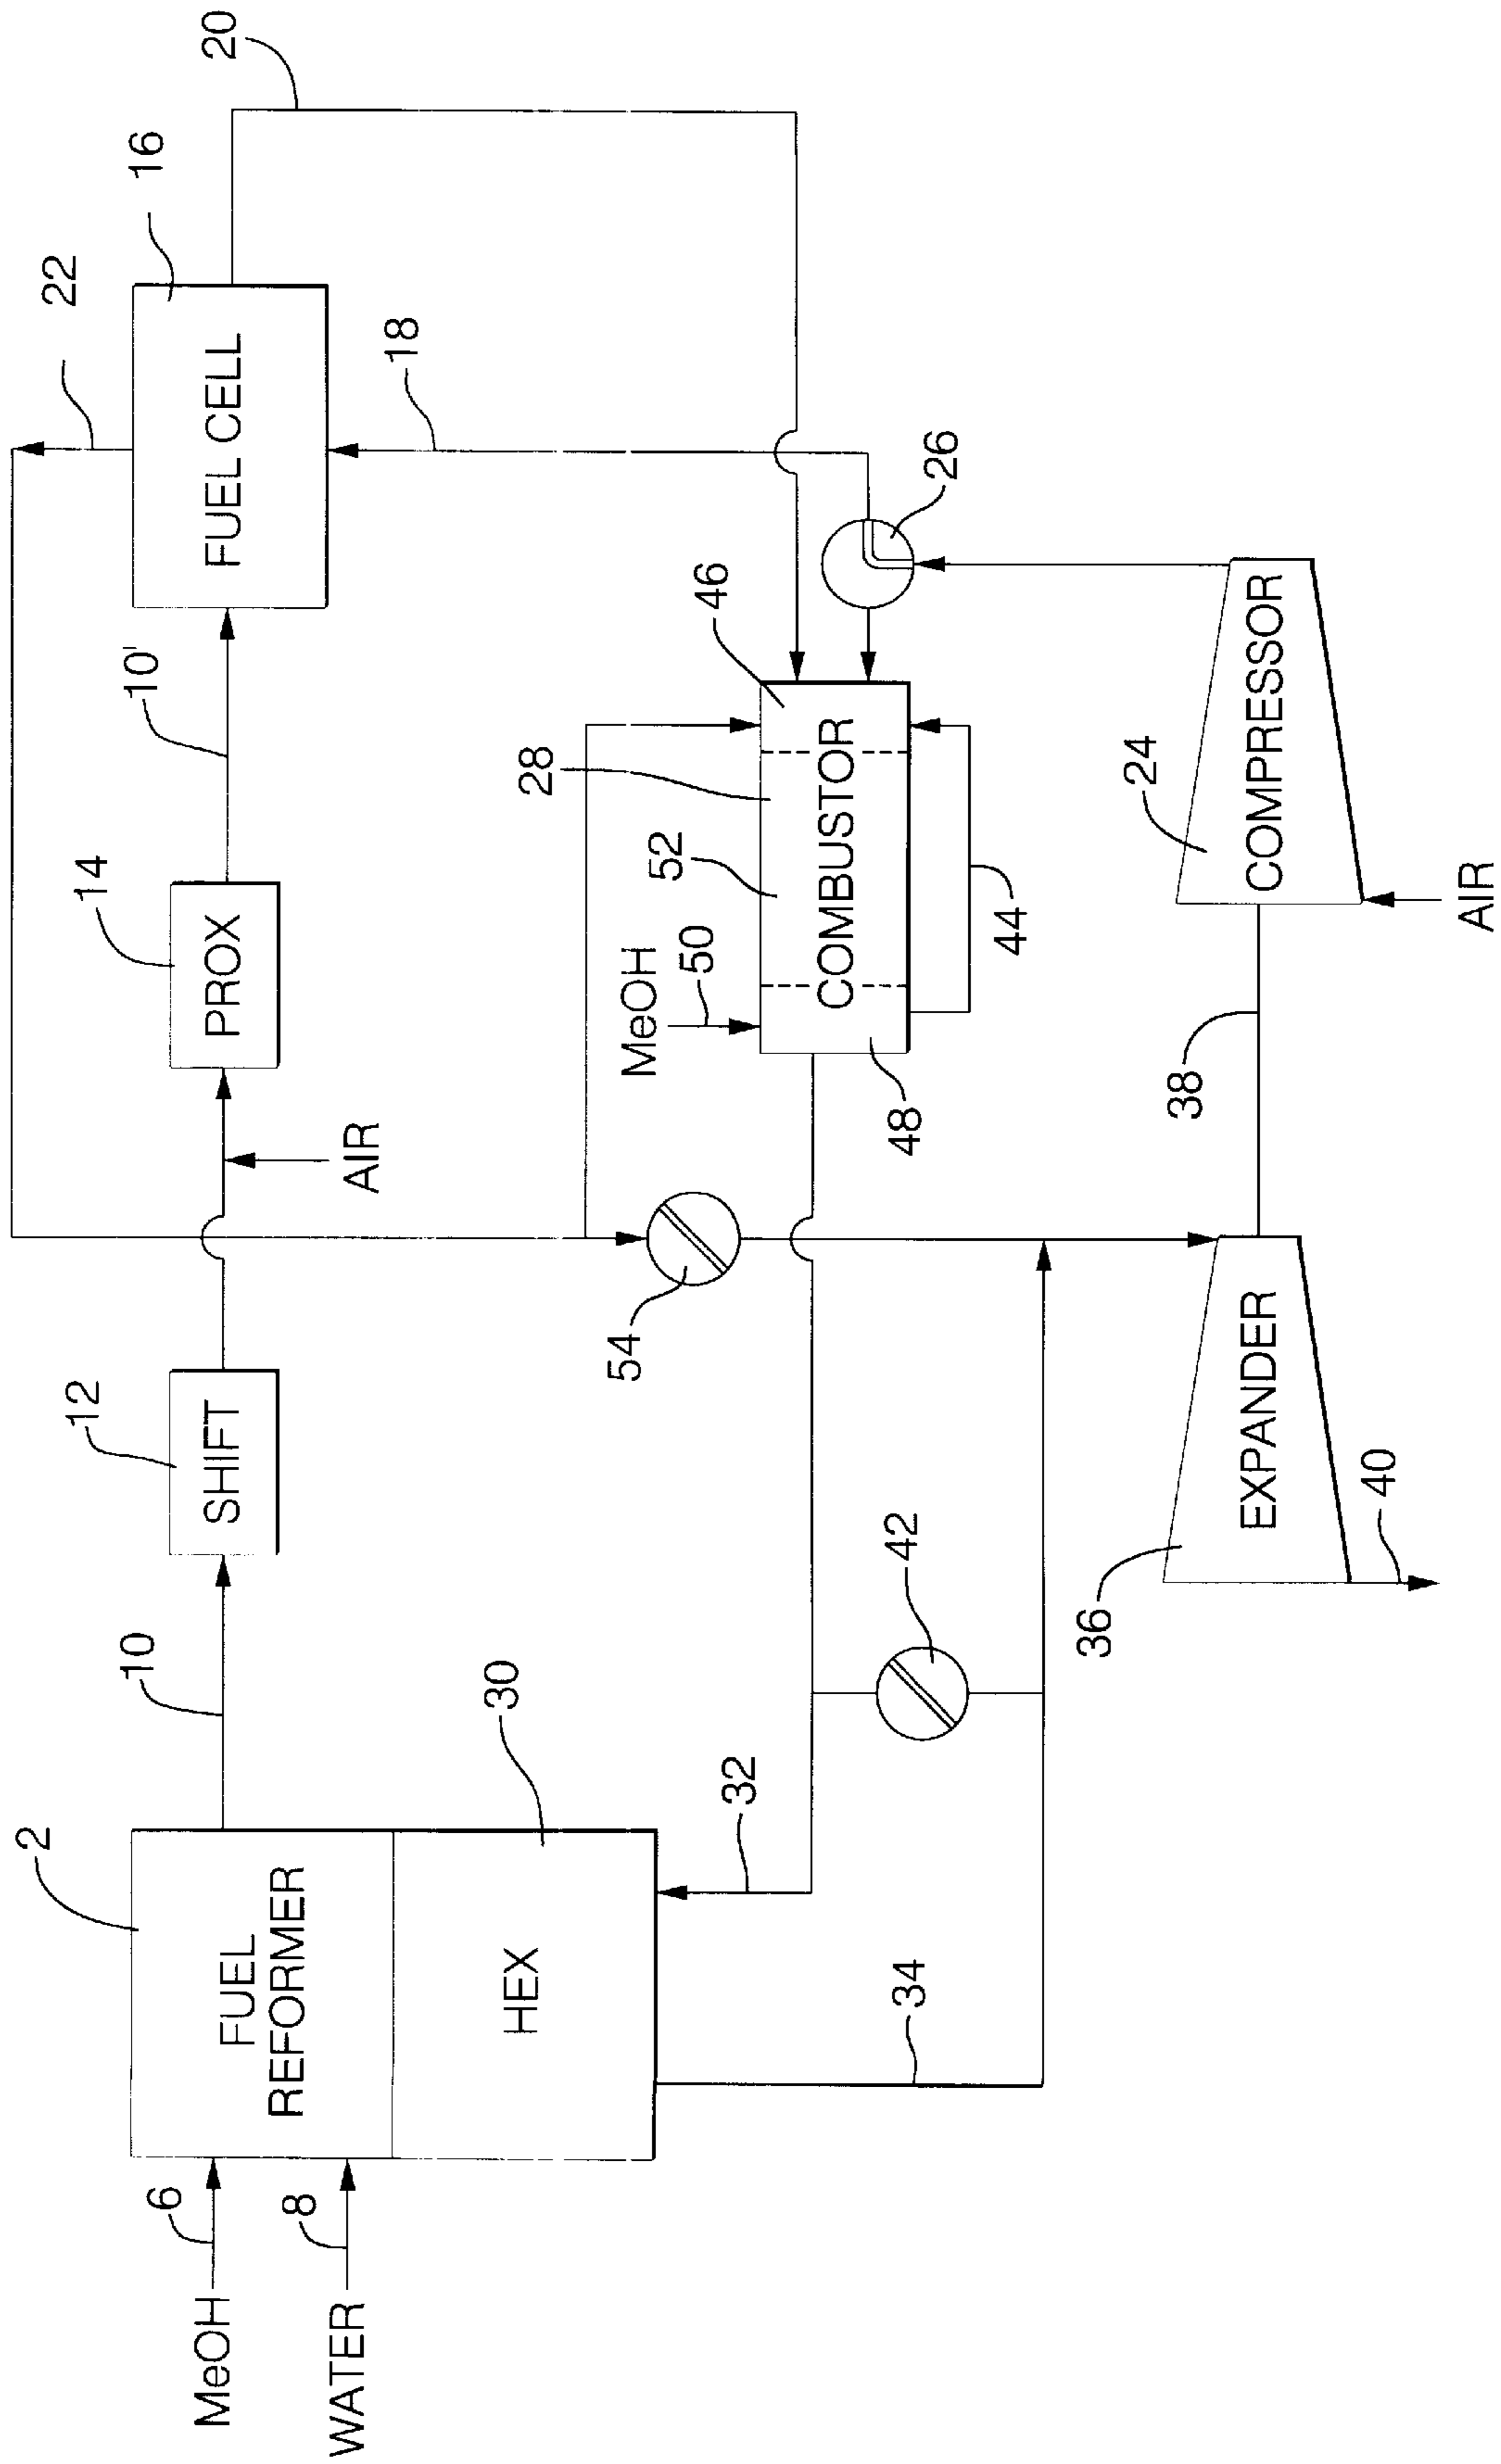 MeOH
6
WATER
8
2
FUEL
REFORMER
HEX
30
10
12
SHIFT
AIR
14
PROX
10'
22
16
FUEL CELL
20
18
32
34
42
54
MeOH
50
52
28
46
COMBUSTOR
48
44
26
36
EXPANDER
40
38
24
COMPRESSOR
AIR